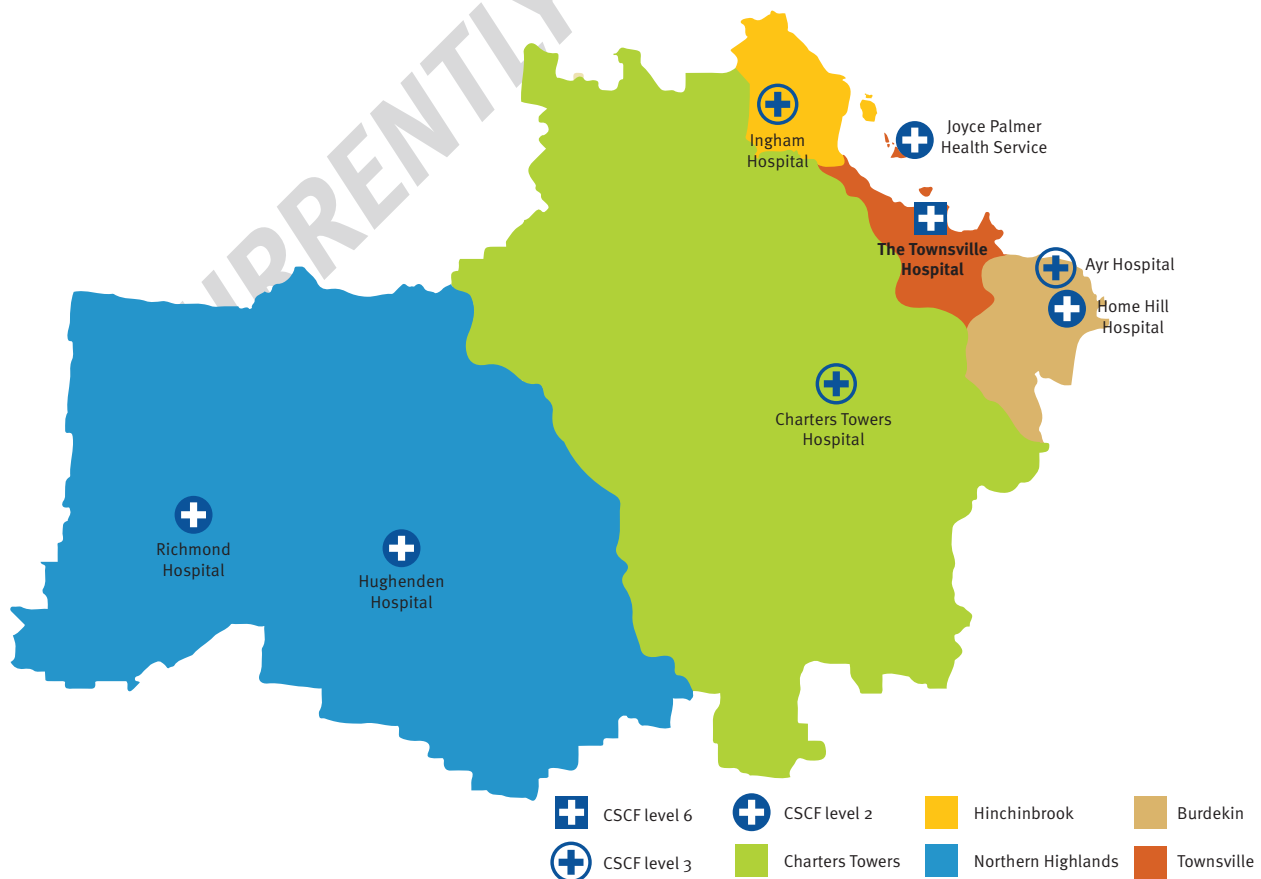 Ingham
Hospital
Joyce Palmer
Health Service
The Townsville
Hospital
Ayr Hospital
Home Hill
Hospital
Charters Towers
Hospital
Richmond
Hospital
Hughenden
Hospital
CSCF level 6
CSCF level 2
Hinchinbrook
Burdekin
CSCF level 3
Charters Towers
Northern Highlands
Townsville